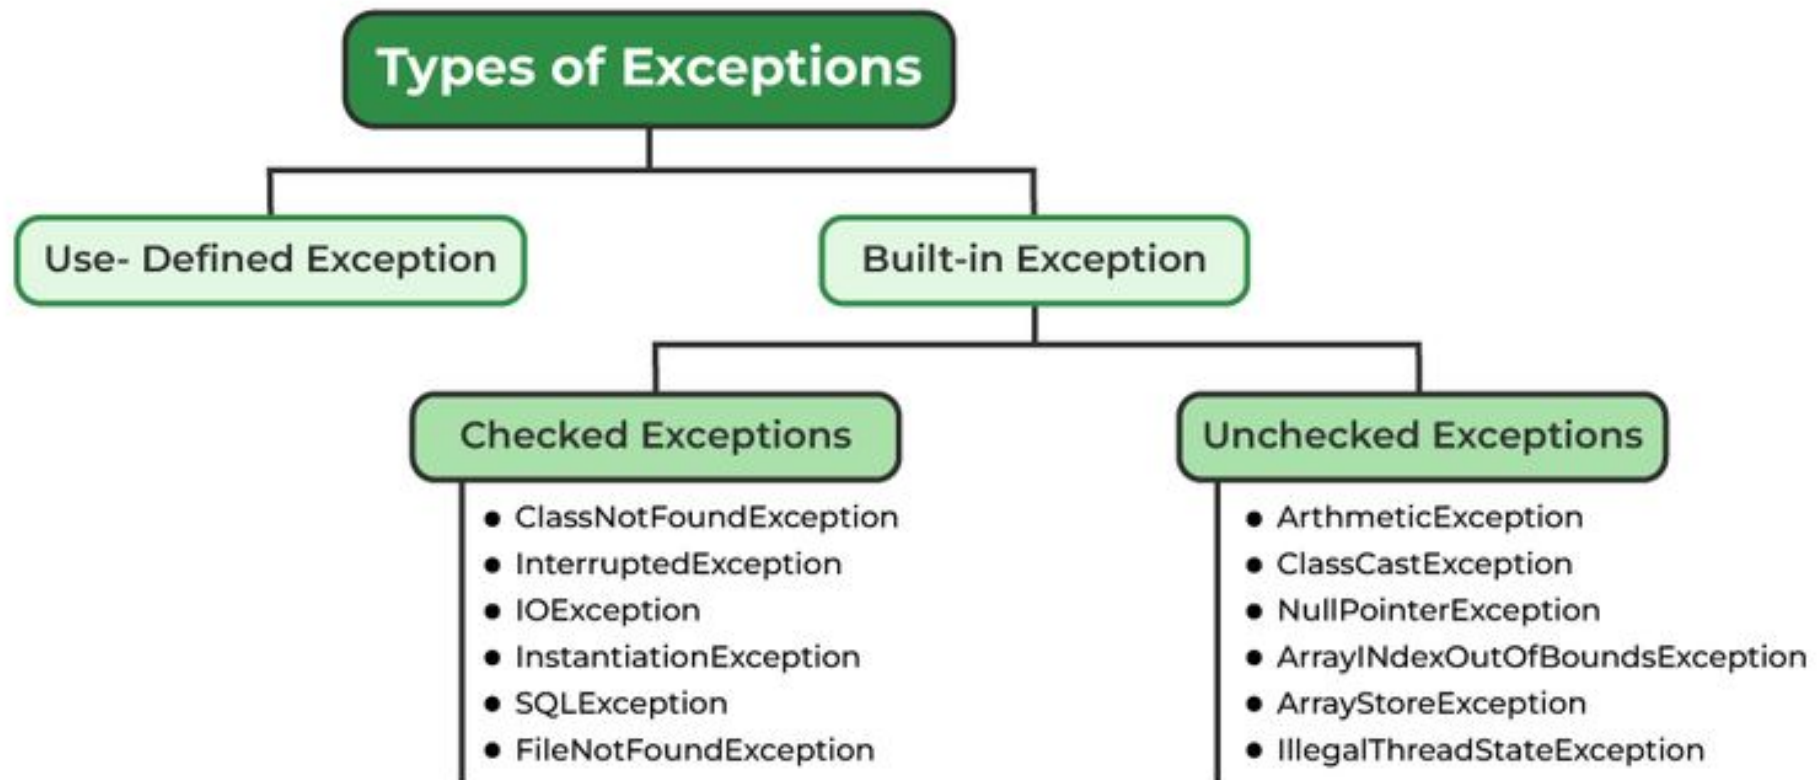 Types of Exceptions
Use- Defined Exception
Built-in Exception
Checked Exceptions
ClassNotFoundException
InterruptedException
IOException
InstantiationException
SQLException
FileNotFoundException
Unchecked Exceptions
ArthmeticException
ClassCastException
NullPointerException
ArrayINdexOutOfBoundsException
ArrayStoreException
IllegalThreadStateException